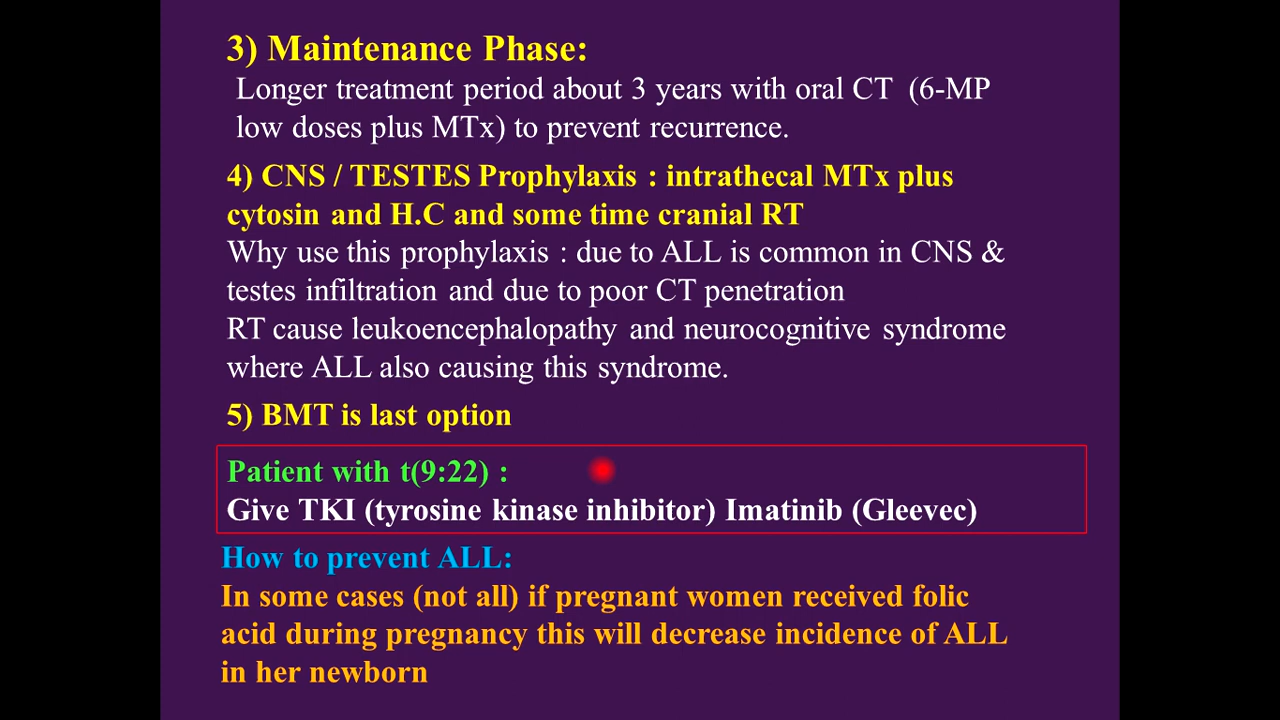 3) Maintenance Phase:
Longer treatment period about 3 years with oral CT (6-MP
low doses plus MTx) to prevent recurrence.
4) CNS / TESTES Prophylaxis : intrathecal MTx plus
cytosin and H.C and some time cranial RT
Why use this prophylaxis : due to ALL is common in CNS &
testes infiltration and due to poor CT penetration
RT cause leukoencephalopathy and neurocognitive syndrome
where ALL also causing this syndrome.
5) BMT is last option
Patient with t(9:22) :
Give TKI (tyrosine kinase inhibitor) Imatinib (Gleevec)
How to prevent ALL:
In some cases (not all) if pregnant women received folic
acid during pregnancy this will decrease incidence of ALL
in her newborn